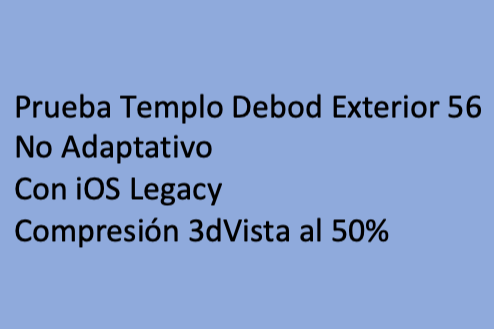 Prueba Templo Debod Exterior 56
No Adaptativo
Con iOS Legacy
Compresión 3dVista al 50%